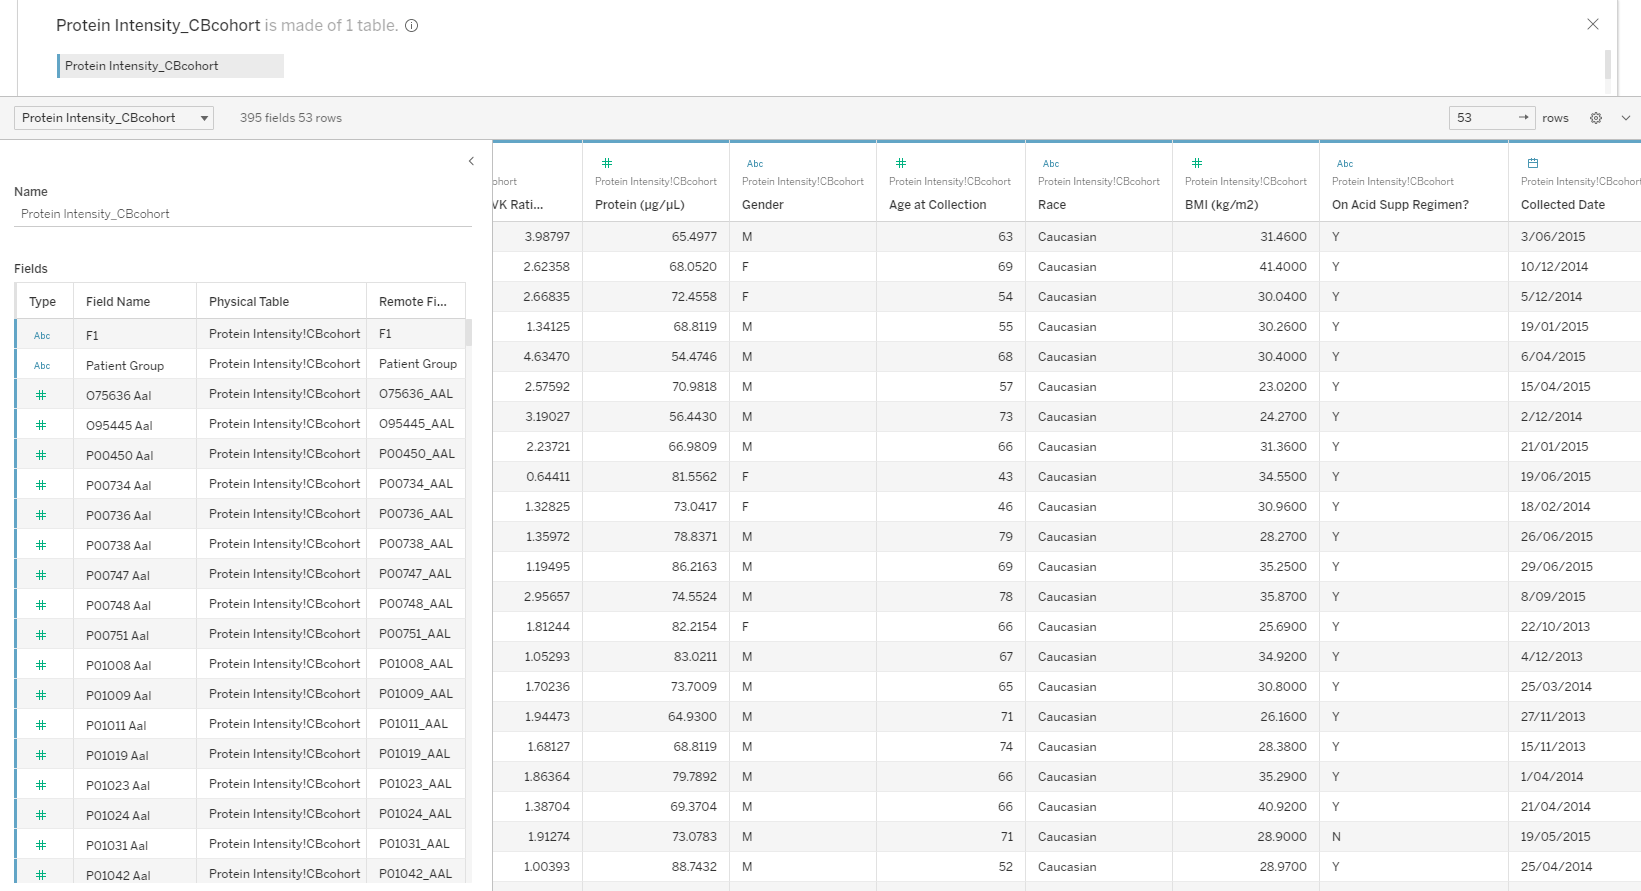 Protein Intensity_CBcohort is made of 1 table.
Protein Intensity_CBcohort
Protein Intensity_CBcohort 395 fields 53 rows 53 rows
Name
Protein Intensity_CBcohort
Fields
Type Field Name Physical Table Remote Fi...
Abc F1 Protein Intensity!CBcohort F1
Abc Patient Group Protein Intensity!CBcohort Patient Group
# O75636 Aal Protein Intensity!CBcohort O75636_AAL
# O95445 Aal Protein Intensity!CBcohort O95445_AAL
# P00450 Aal Protein Intensity!CBcohort P00450_AAL
# P00734 Aal Protein Intensity!CBcohort P00734_AAL
# P00736 Aal Protein Intensity!CBcohort P00736_AAL
# P00738 Aal Protein Intensity!CBcohort P00738_AAL
# P00747 Aal Protein Intensity!CBcohort P00747_AAL
# P00748 Aal Protein Intensity!CBcohort P00748_AAL
# P00751 Aal Protein Intensity!CBcohort P00751_AAL
# P01008 Aal Protein Intensity!CBcohort P01008_AAL
# P01009 Aal Protein Intensity!CBcohort P01009_AAL
# P01011 Aal Protein Intensity!CBcohort P01011_AAL
# P01019 Aal Protein Intensity!CBcohort P01019_AAL
# P01023 Aal Protein Intensity!CBcohort P01023_AAL
# P01024 Aal Protein Intensity!CBcohort P01024_AAL
# P01031 Aal Protein Intensity!CBcohort P01031_AAL
# P01042 Aal Protein Intensity!CBcohort P01042_AAL
# Abc # Abc # Abc
ohort Protein Intensity!CBcohort Protein Intensity!CBcohort Protein Intensity!CBcohort Protein Intensity!CBcohort Protein Intensity!CBcohort Protein Intensity!CBcohort Protein Intensity!CBcohort
VK Rati... Protein (µg/µL) Gender Age at Collection Race BMI (kg/m2) On Acid Supp Regimen? Collected Date
3.98797 65.4977 M 63 Caucasian 31.4600 Y 3/06/2015
2.62358 68.0520 F 69 Caucasian 41.4000 Y 10/12/2014
2.66835 72.4558 F 54 Caucasian 30.0400 Y 5/12/2014
1.34125 68.8119 M 55 Caucasian 30.2600 Y 19/01/2015
4.63470 54.4746 M 68 Caucasian 30.4000 Y 6/04/2015
2.57592 70.9818 M 57 Caucasian 23.0200 Y 15/04/2015
3.19027 56.4430 M 73 Caucasian 24.2700 Y 2/12/2014
2.23721 66.9809 M 66 Caucasian 31.3600 Y 21/01/2015
0.64411 81.5562 F 43 Caucasian 34.5500 Y 19/06/2015
1.32825 73.0417 F 46 Caucasian 30.9600 Y 18/02/2014
1.35972 78.8371 M 79 Caucasian 28.2700 Y 26/06/2015
1.19495 86.2163 M 69 Caucasian 35.2500 Y 29/06/2015
2.95657 74.5524 M 78 Caucasian 35.8700 Y 8/09/2015
1.81244 82.2154 F 66 Caucasian 25.6900 Y 22/10/2013
1.05293 83.0211 M 67 Caucasian 34.9200 Y 4/12/2013
1.70236 73.7009 M 65 Caucasian 30.8000 Y 25/03/2014
1.94473 64.9300 M 71 Caucasian 26.1600 Y 27/11/2013
1.68127 68.8119 M 74 Caucasian 28.3800 Y 15/11/2013
1.86364 79.7892 M 66 Caucasian 35.2900 Y 1/04/2014
1.38704 69.3704 M 66 Caucasian 40.9200 Y 21/04/2014
1.91274 73.0783 M 71 Caucasian 28.9000 N 19/05/2015
1.00393 88.7432 M 52 Caucasian 28.9700 Y 25/04/2014